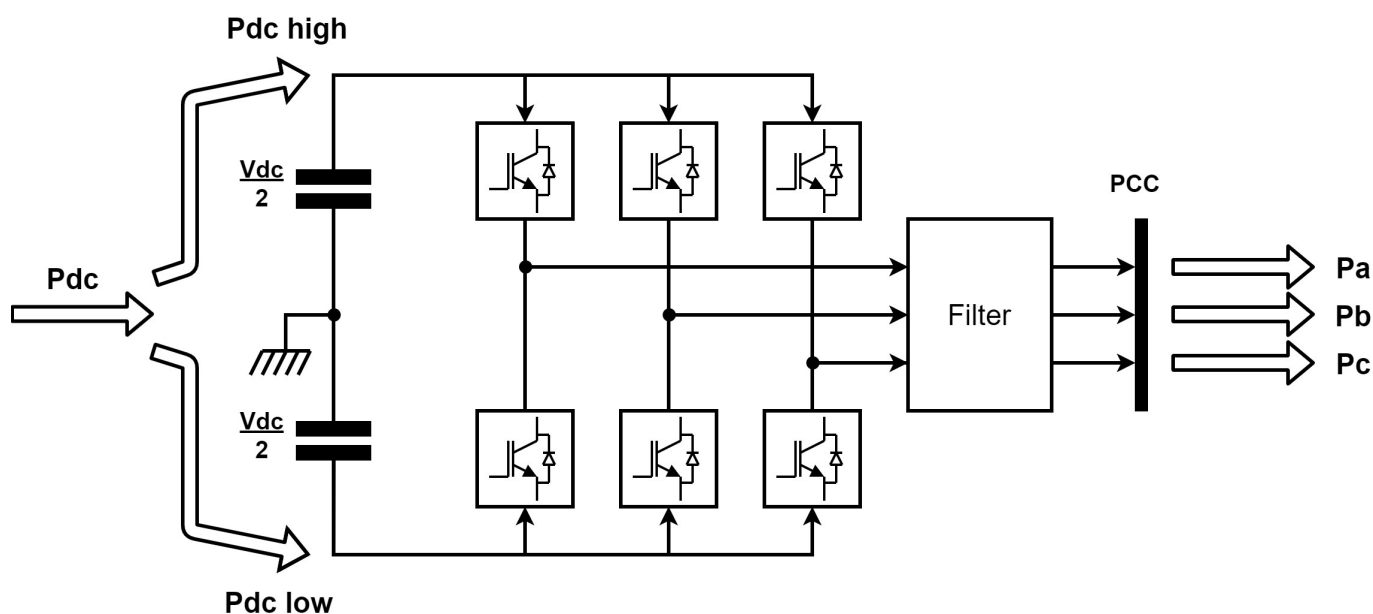 Pdc high
Vdc
2
PCC
Pdc
Pa
Filter
Pb
Pc
Vdc
2
Pdc low